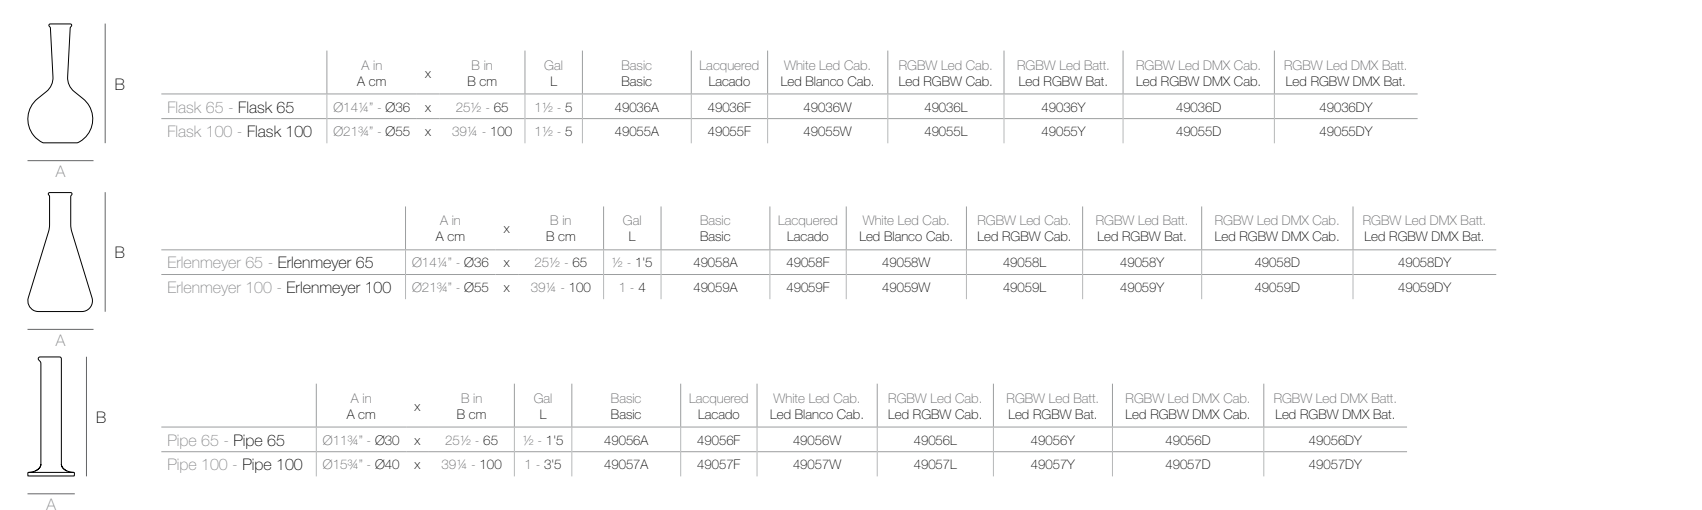 B
A in B in Gal Basic Lacquered White Led Cab. RGBW Led Cab. RGBW Led Batt. RGBW Led DMX Cab. RGBW Led DMX Batt.
A cm x B cm L Basic Lacado Led Blanco Cab. Led RGBW Cab. Led RGBW Bat. Led RGBW DMX Cab. Led RGBW DMX Bat.
Flask 65 - Flask 65 Ø14¼" - Ø36 x 25½ - 65 1½ - 5 49036A 49036F 49036W 49036L 49036Y 49036D 49036DY
Flask 100 - Flask 100 Ø21¾" - Ø55 x 39¼ - 100 1½ - 5 49055A 49055F 49055W 49055L 49055Y 49055D 49055DY
A
B
A in B in Gal Basic Lacquered White Led Cab. RGBW Led Cab. RGBW Led Batt. RGBW Led DMX Cab. RGBW Led DMX Batt.
A cm x B cm L Basic Lacado Led Blanco Cab. Led RGBW Cab. Led RGBW Bat. Led RGBW DMX Cab. Led RGBW DMX Bat.
Erlenmeyer 65 - Erlenmeyer 65 Ø14¼" - Ø36 x 25½ - 65 ½ - 1'5 49058A 49058F 49058W 49058L 49058Y 49058D 49058DY
Erlenmeyer 100 - Erlenmeyer 100 Ø21¾" - Ø55 x 39¼ - 100 1 - 4 49059A 49059F 49059W 49059L 49059Y 49059D 49059DY
A
B
A in B in Gal Basic Lacquered White Led Cab. RGBW Led Cab. RGBW Led Batt. RGBW Led DMX Cab. RGBW Led DMX Batt.
A cm x B cm L Basic Lacado Led Blanco Cab. Led RGBW Cab. Led RGBW Bat. Led RGBW DMX Cab. Led RGBW DMX Bat.
Pipe 65 - Pipe 65 Ø11¾" - Ø30 x 25½ - 65 ½ - 1'5 49056A 49056F 49056W 49056L 49056Y 49056D 49056DY
Pipe 100 - Pipe 100 Ø15¾" - Ø40 x 39¼ - 100 1 - 3'5 49057A 49057F 49057W 49057L 49057Y 49057D 49057DY
A